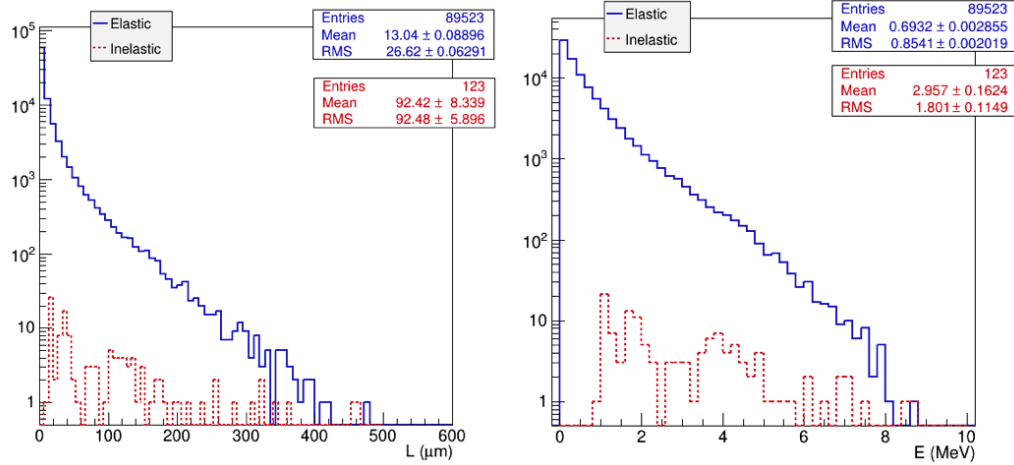 Elastic
Inelastic
Entries 89523
Mean 13.04 ± 0.08896
RMS 26.62 ± 0.06291
Entries 123
Mean 92.42 ± 8.339
RMS 92.48 ± 5.896
10^5
10^4
10^3
10^2
10
1
0 100 200 300 400 500 600
L (μm)
Elastic
Inelastic
Entries 89523
Mean 0.6932 ± 0.002855
RMS 0.8541 ± 0.002019
Entries 123
Mean 2.957 ± 0.1624
RMS 1.801 ± 0.1149
10^4
10^3
10^2
10
1
0 2 4 6 8 10
E (MeV)